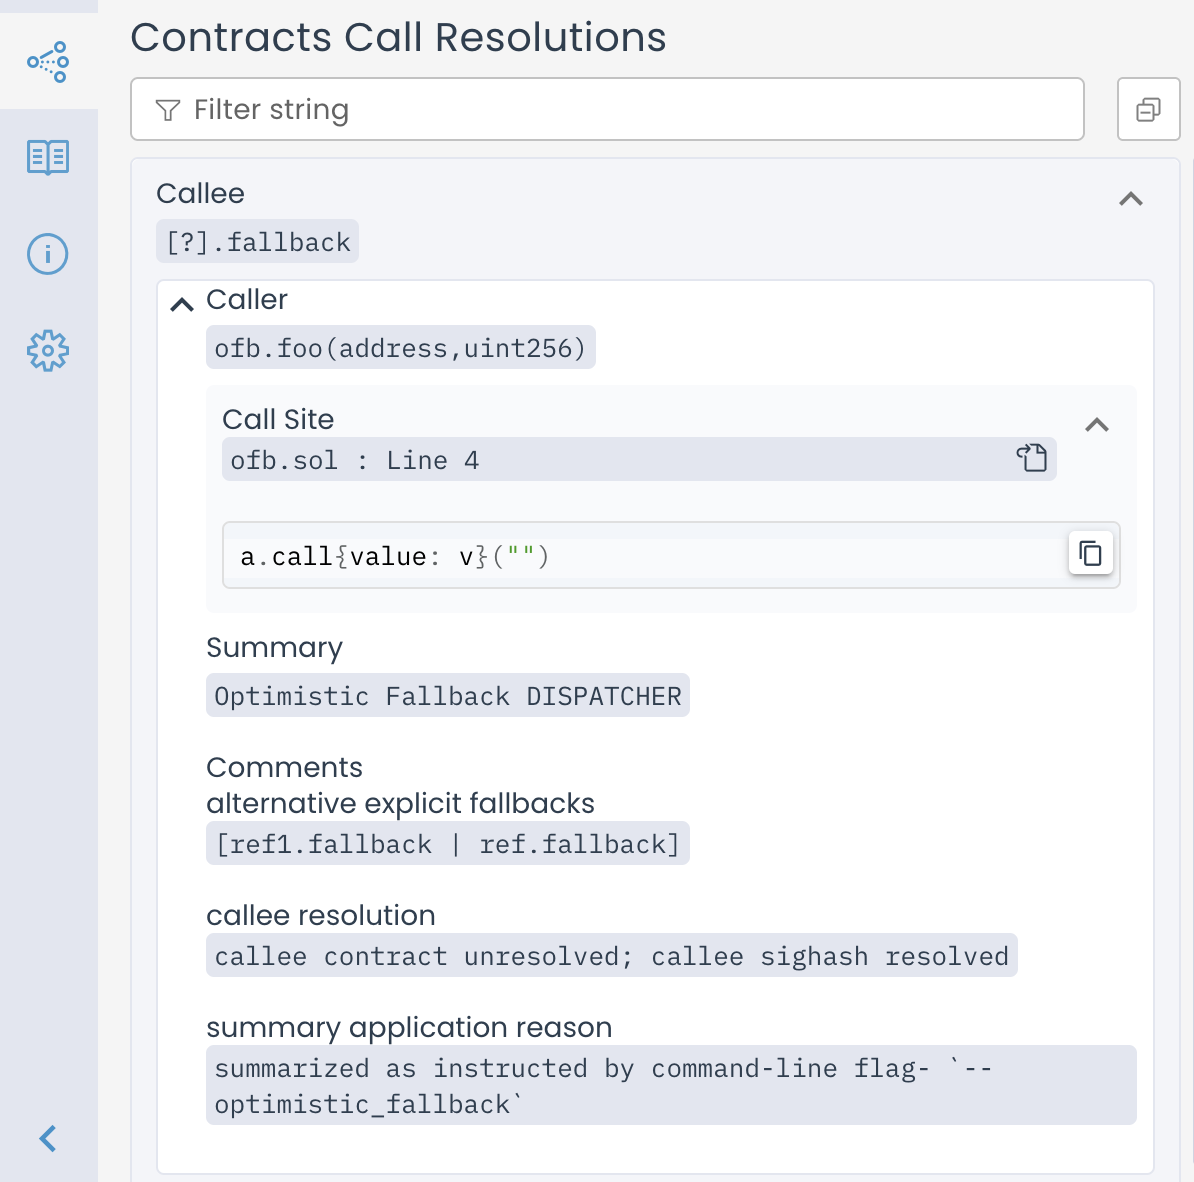 Contracts Call Resolutions
Filter string
Callee
[?].fallback
Caller
ofb.foo(address,uint256)
Call Site
ofb.sol : Line 4
a.call{value: v}("")
Summary
Optimistic Fallback DISPATCHER
Comments
alternative explicit fallbacks
[ref1.fallback | ref.fallback]
callee resolution
callee contract unresolved; callee sighash resolved
summary application reason
summarized as instructed by command-line flag- `--
optimistic_fallback`